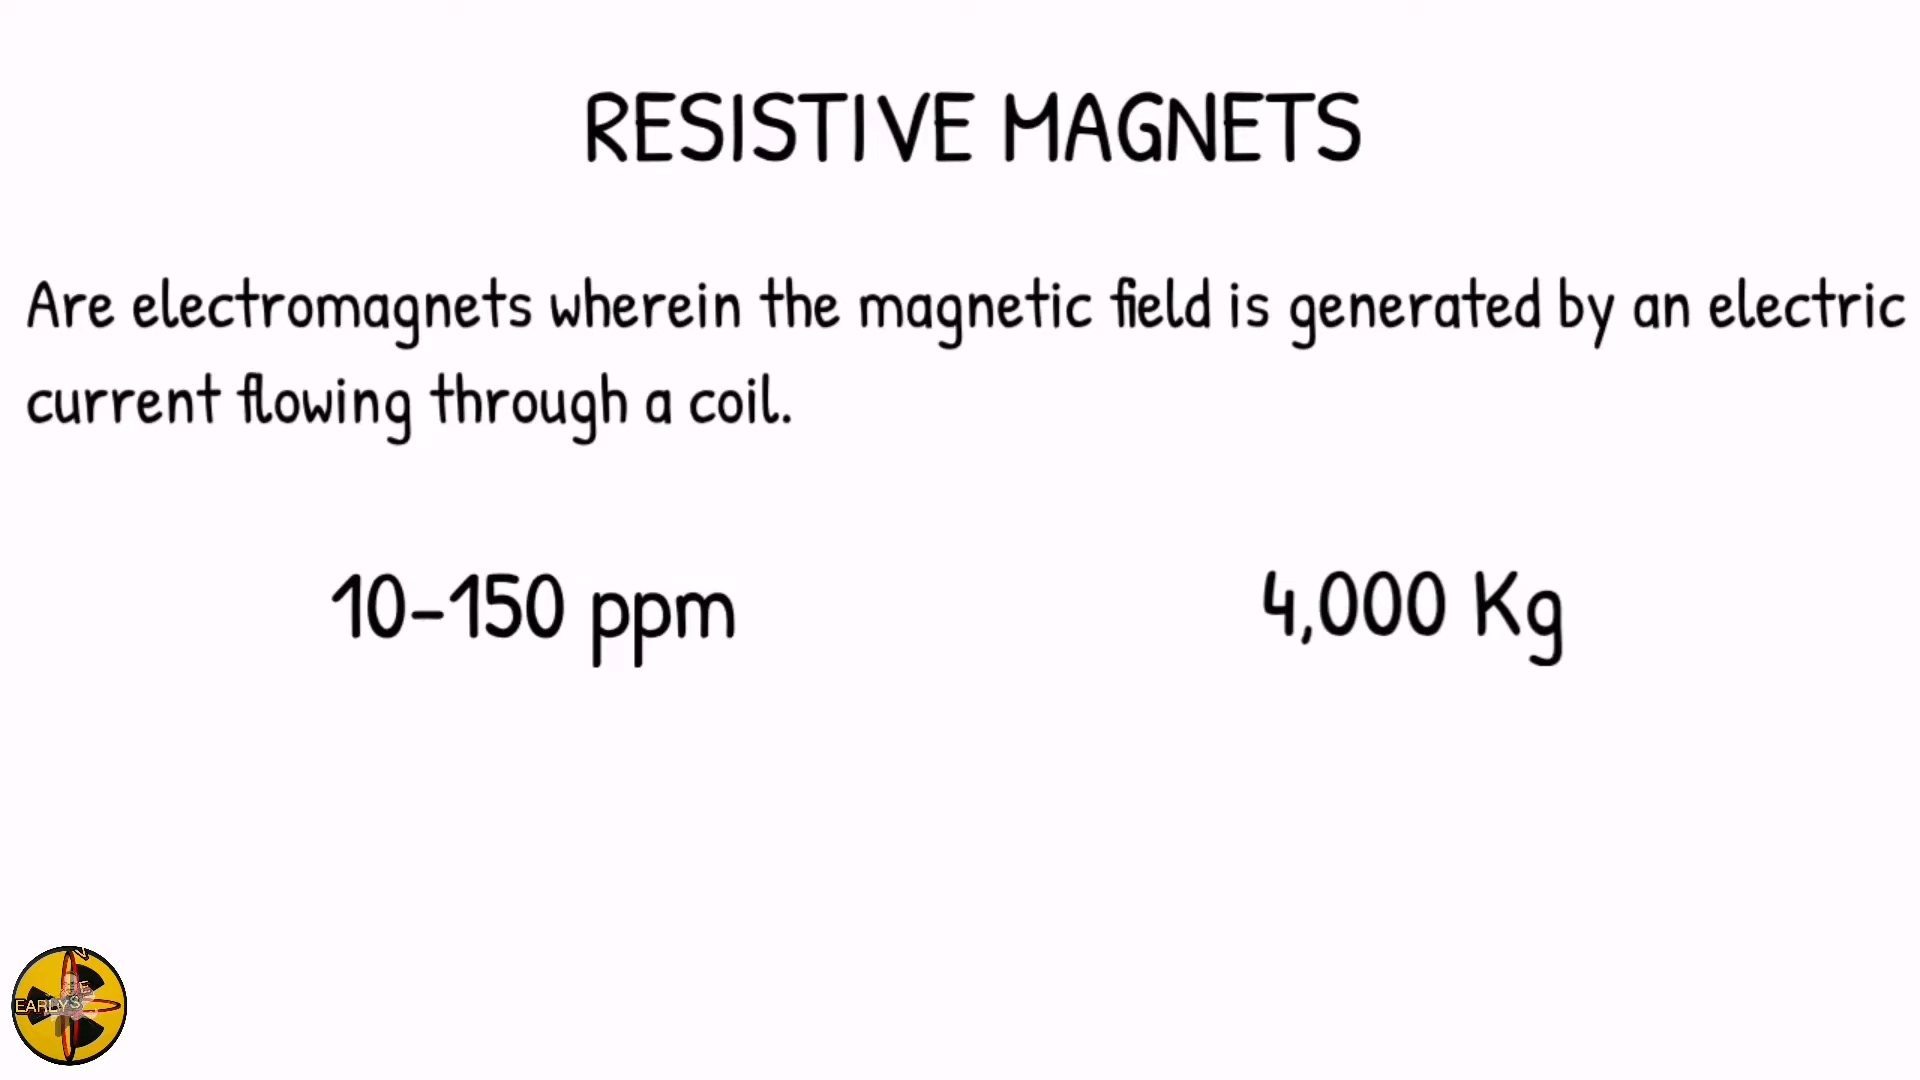 RESISTIVE MAGNETS
Are electromagnets wherein the magnetic field is generated by an electric
current flowing through a coil.
10-150 ppm
4,000 Kg